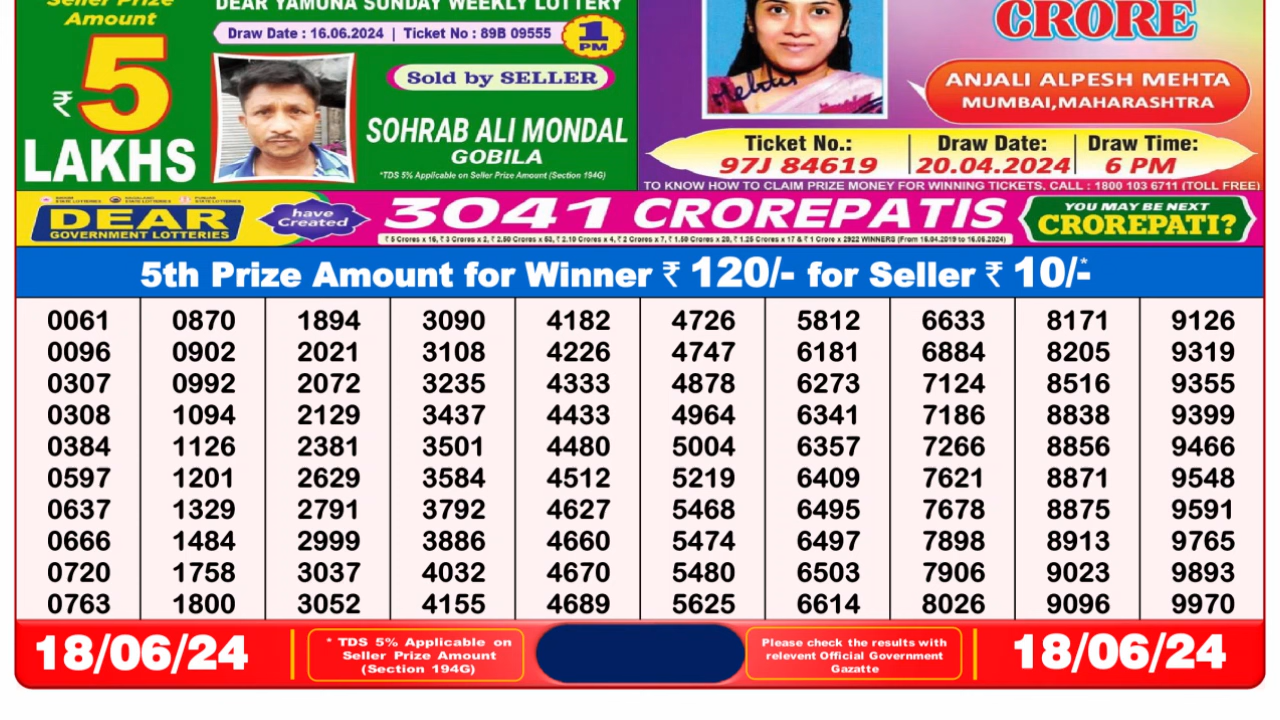 Seller Prize
Amount
₹ 5
LAKHS
DEAR YAMUNA SUNDAY WEEKLY LOTTERY
Draw Date : 16.06.2024 | Ticket No : 89B 09555
1
PM
Sold by SELLER
SOHRAB ALI MONDAL
GOBILA
*TDS 5% Applicable on Seller Prize Amount (Section 194G)
CRORE
ANJALI ALPESH MEHTA
MUMBAI,MAHARASHTRA
Ticket No.: Draw Date: Draw Time:
97J 84619 20.04.2024 6 PM
TO KNOW HOW TO CLAIM PRIZE MONEY FOR WINNING TICKETS. CALL : 1800 103 6711 (TOLL FREE)
DEAR
GOVERNMENT LOTTERIES
have
Created
3041 CROREPATIS
YOU MAY BE NEXT
CROREPATI?
5th Prize Amount for Winner ₹ 120/- for Seller ₹ 10/-*
0061 0870 1894 3090 4182 4726 5812 6633 8171 9126
0096 0902 2021 3108 4226 4747 6181 6884 8205 9319
0307 0992 2072 3235 4333 4878 6273 7124 8516 9355
0308 1094 2129 3437 4433 4964 6341 7186 8838 9399
0384 1126 2381 3501 4480 5004 6357 7266 8856 9466
0597 1201 2629 3584 4512 5219 6409 7621 8871 9548
0637 1329 2791 3792 4627 5468 6495 7678 8875 9591
0666 1484 2999 3886 4660 5474 6497 7898 8913 9765
0720 1758 3037 4032 4670 5480 6503 7906 9023 9893
0763 1800 3052 4155 4689 5625 6614 8026 9096 9970
18/06/24
* TDS 5% Applicable on
Seller Prize Amount
(Section 194G)
Please check the results with
relevent Official Government
Gazatte
18/06/24